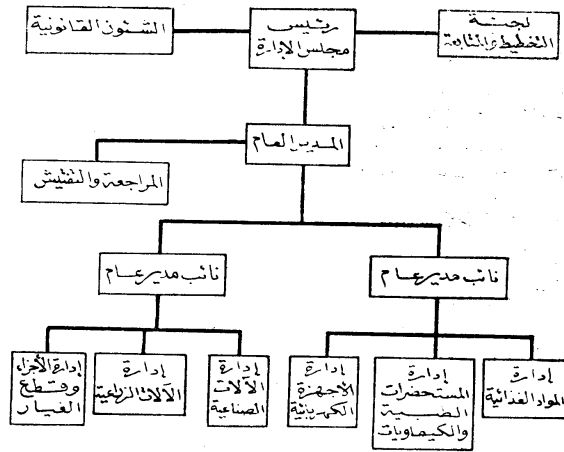 لجنة
التخطيط والمتابعة
رئيس
مجلس الإدارة
الشئون القانونية
المدير العام
المراجعة والتفتيش
نائب مدير عام
نائب مدير عام
إدارة
المواد الغذائية
إدارة
المستحضرات
الطبية
والكيماويات
إدارة
الأجهزة
الكهربائية
إدارة
الآلات
الصناعية
إدارة
الآلات الزراعية
إدارة الأجزاء
وقطع
الغيار